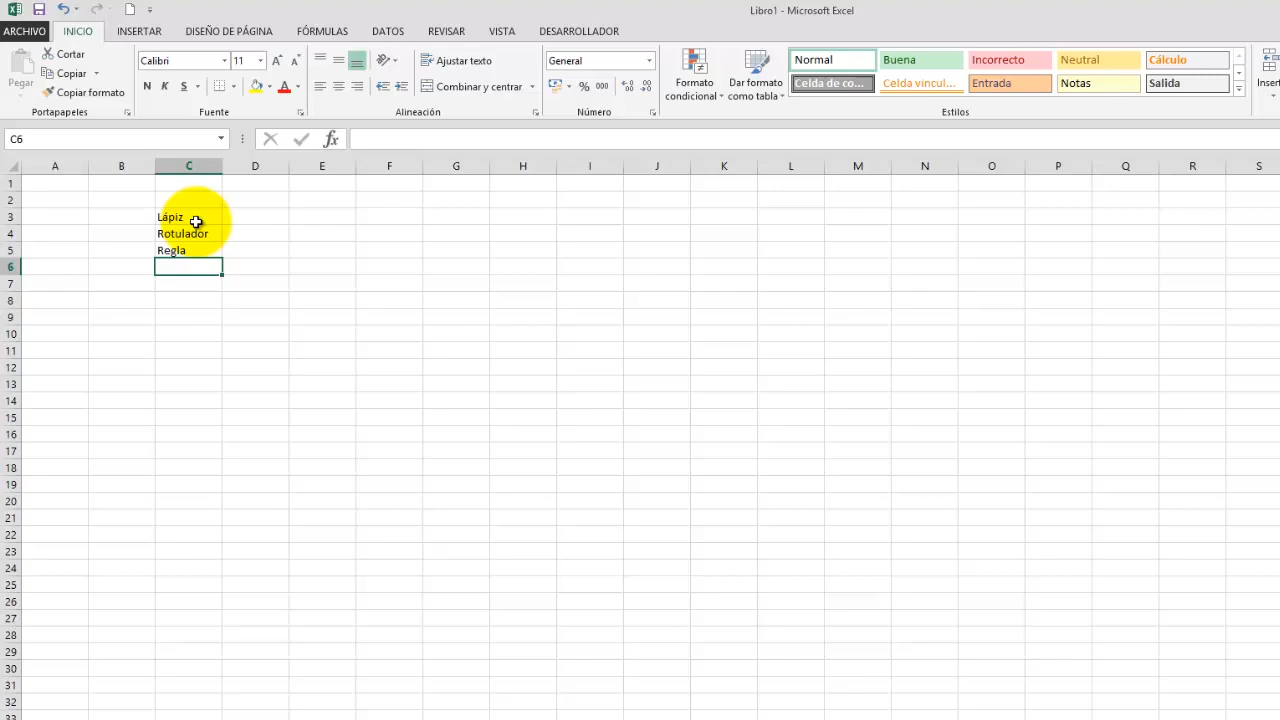 Libro1 - Microsoft Excel
ARCHIVO INICIO INSERTAR DISEÑO DE PÁGINA FÓRMULAS DATOS REVISAR VISTA DESARROLLADOR
Pegar
Cortar
Copiar
Copiar formato
Portapapeles
Calibri 11
N K S
Fuente
Ajustar texto
Combinar y centrar
Alineación
General
% 000
Número
Formato condicional
Dar formato como tabla
Normal Buena Incorrecto Neutral Cálculo
Celda de co... Celda vincul... Entrada Notas Salida
Estilos
C6
fx
A B C D E F G H I J K L M N O P Q R S
1
2
3 Lápiz
4 Rotulador
5 Regla
6
7
8
9
10
11
12
13
14
15
16
17
18
19
20
21
22
23
24
25
26
27
28
29
30
31
32